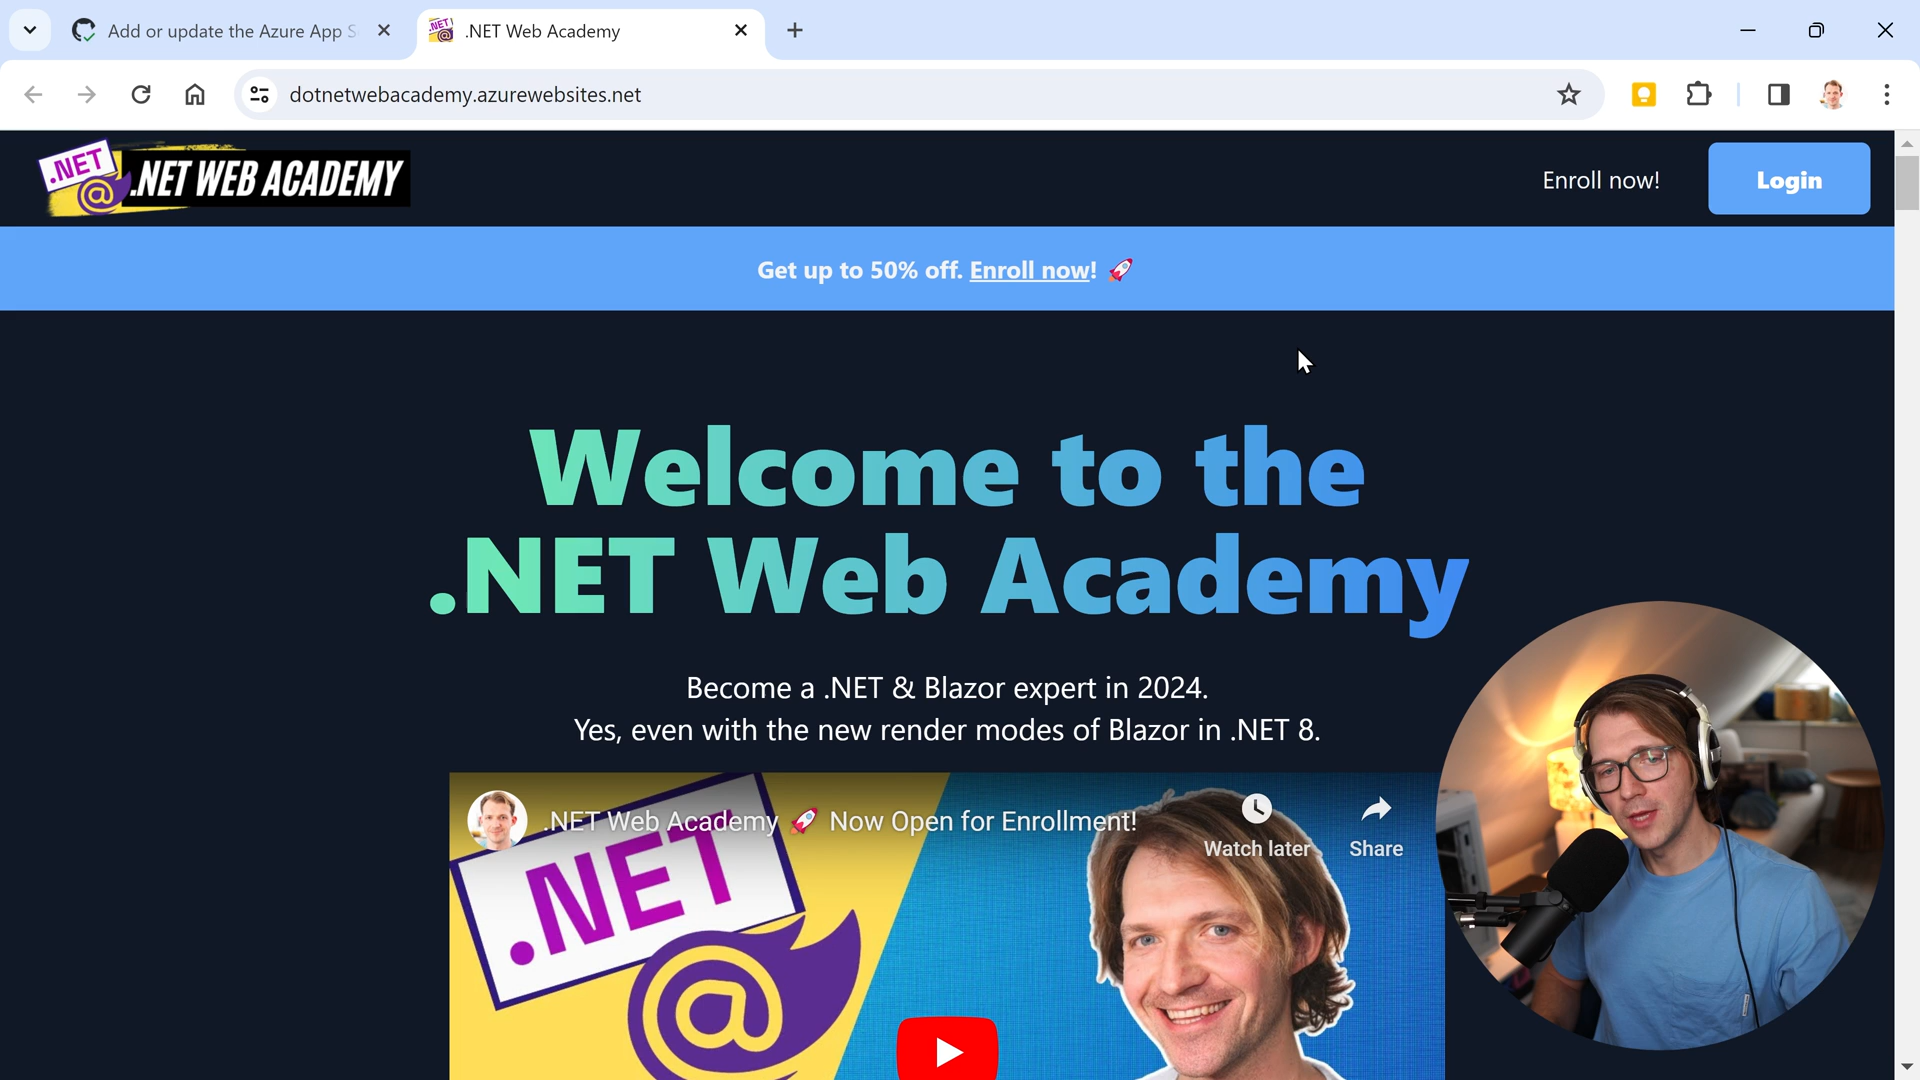 Add or update the Azure App S
.NET Web Academy
dotnetwebacademy.azurewebsites.net
.NET
@
.NET WEB ACADEMY
Enroll now!
Login
Get up to 50% off. Enroll now! 🚀
Welcome to the
.NET Web Academy
Become a .NET & Blazor expert in 2024.
Yes, even with the new render modes of Blazor in .NET 8.
.NET Web Academy 🚀 Now Open for Enrollment!
Watch later
Share
.NET
@